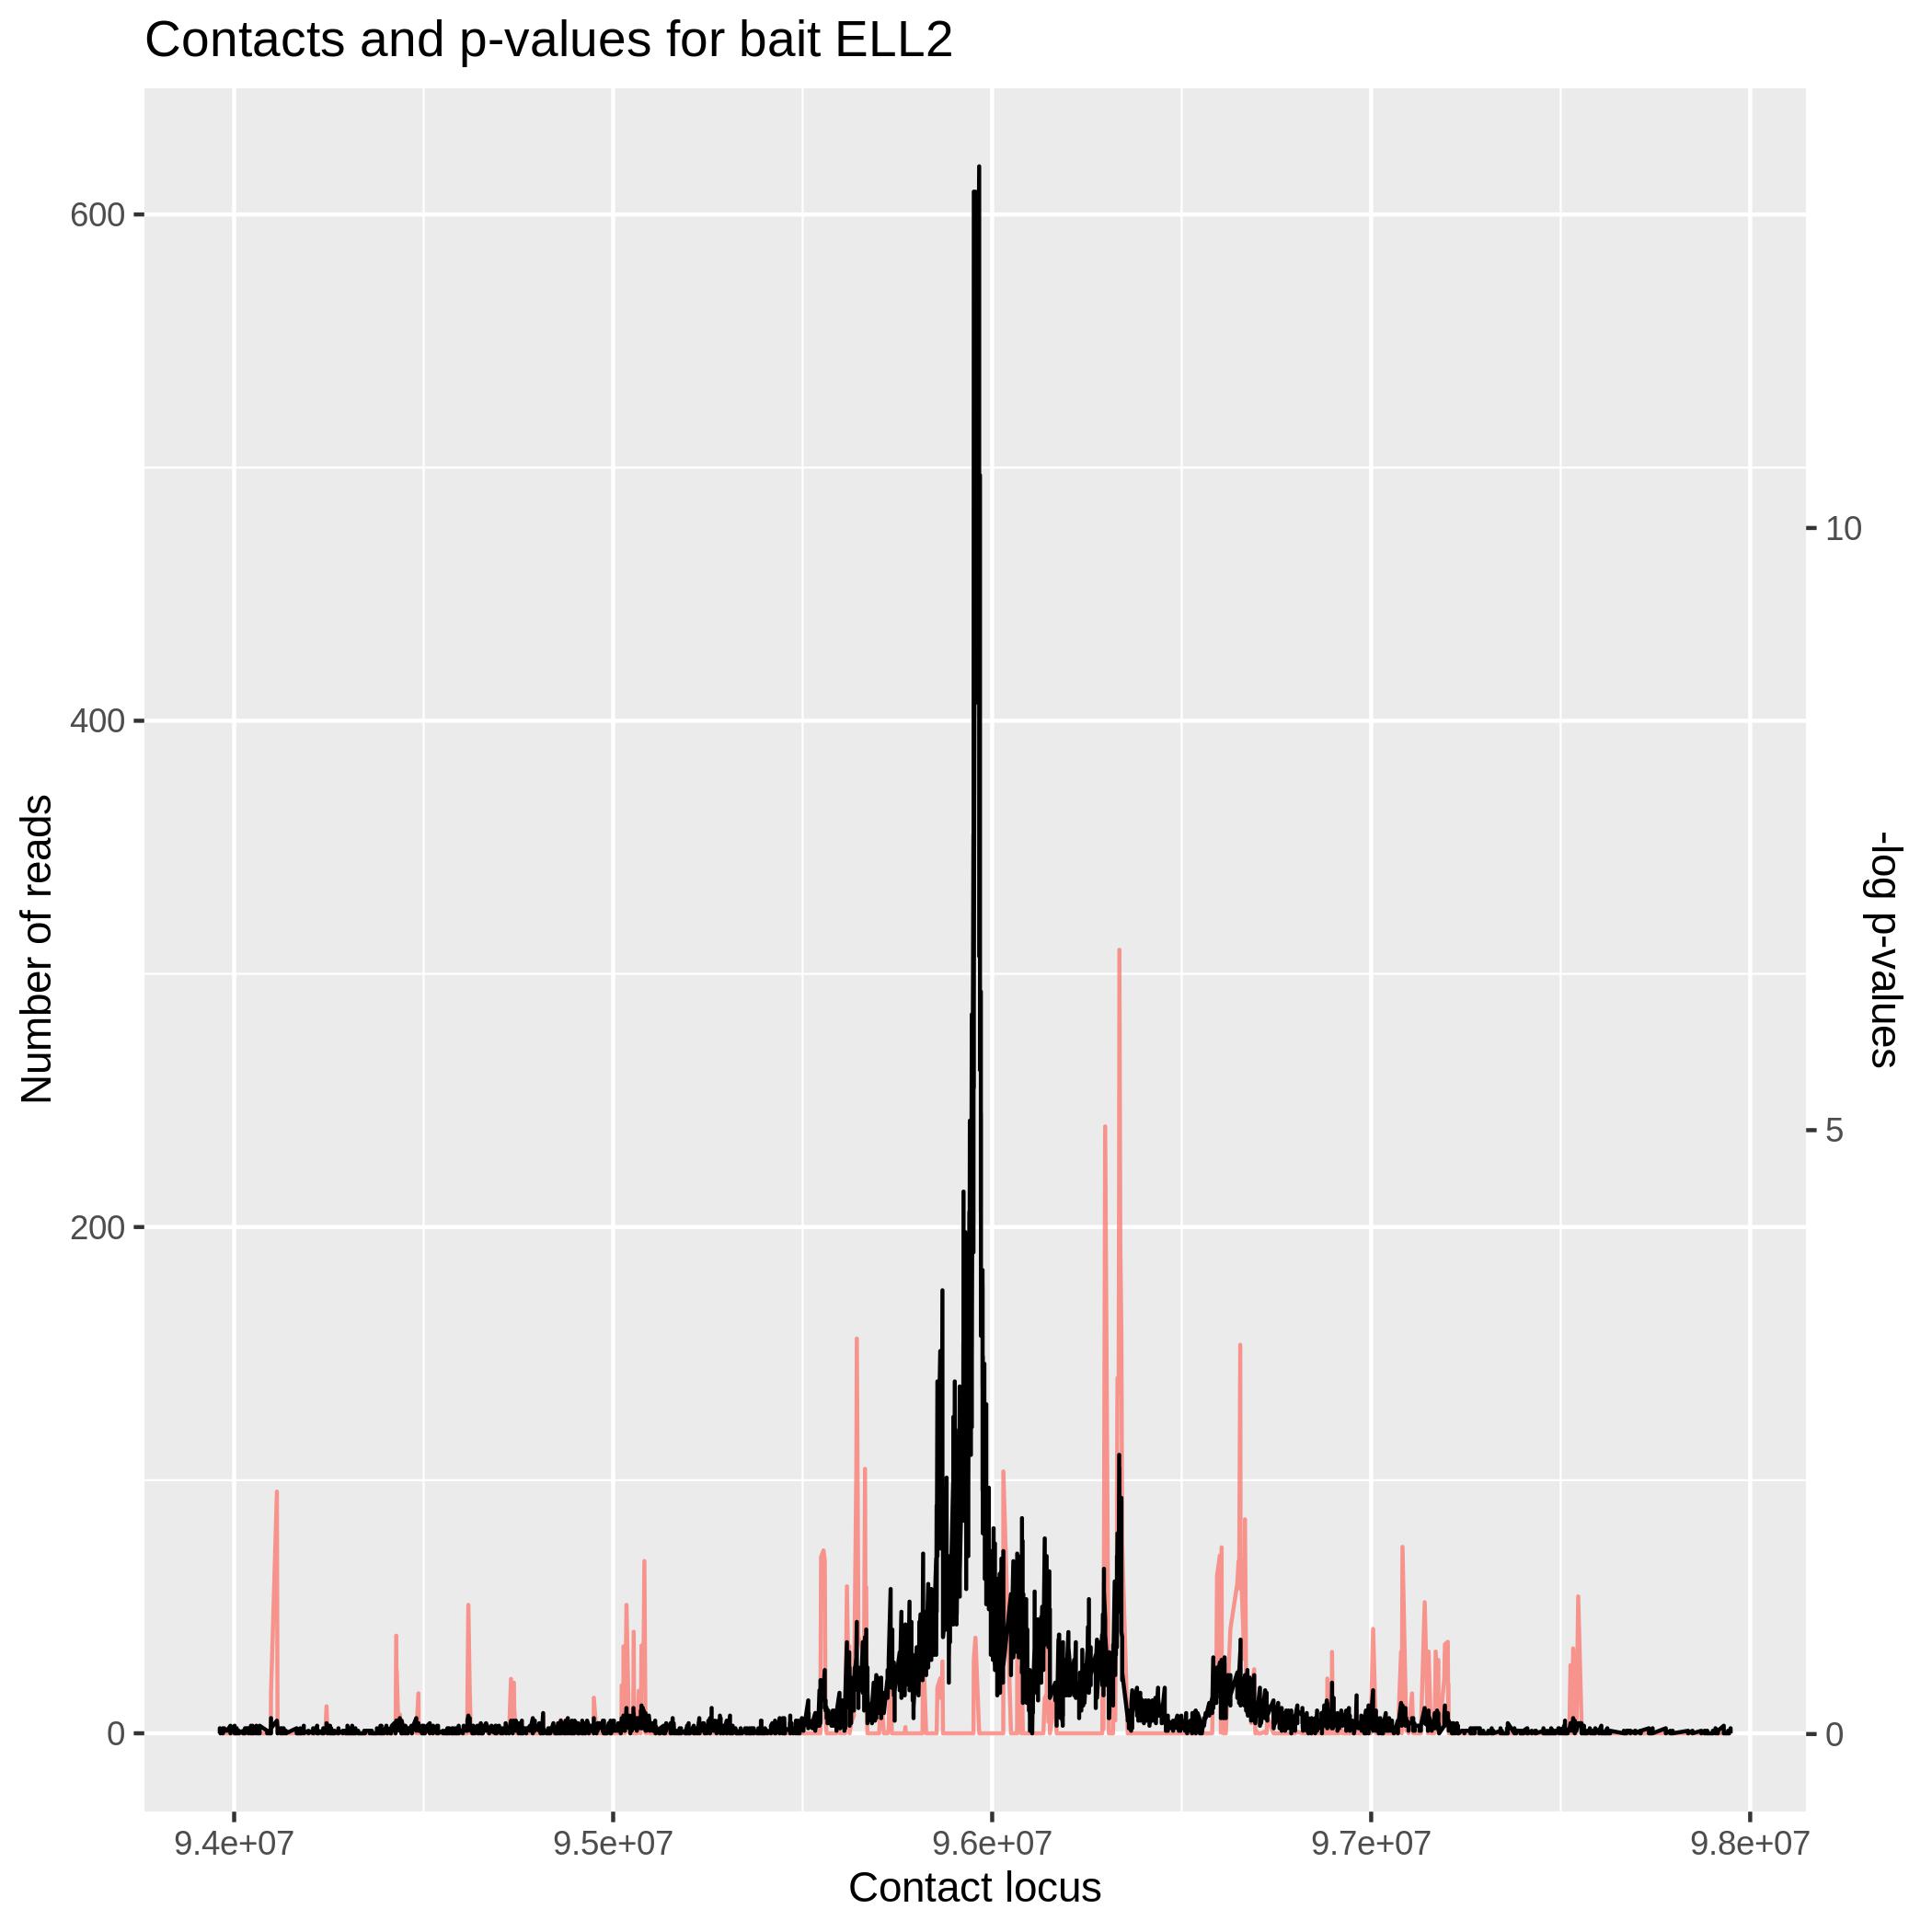 Contacts and p-values for bait ELL2
600
400
200
0
Number of reads
10
5
0
-log p-values
9.4e+07
9.5e+07
9.6e+07
9.7e+07
9.8e+07
Contact locus